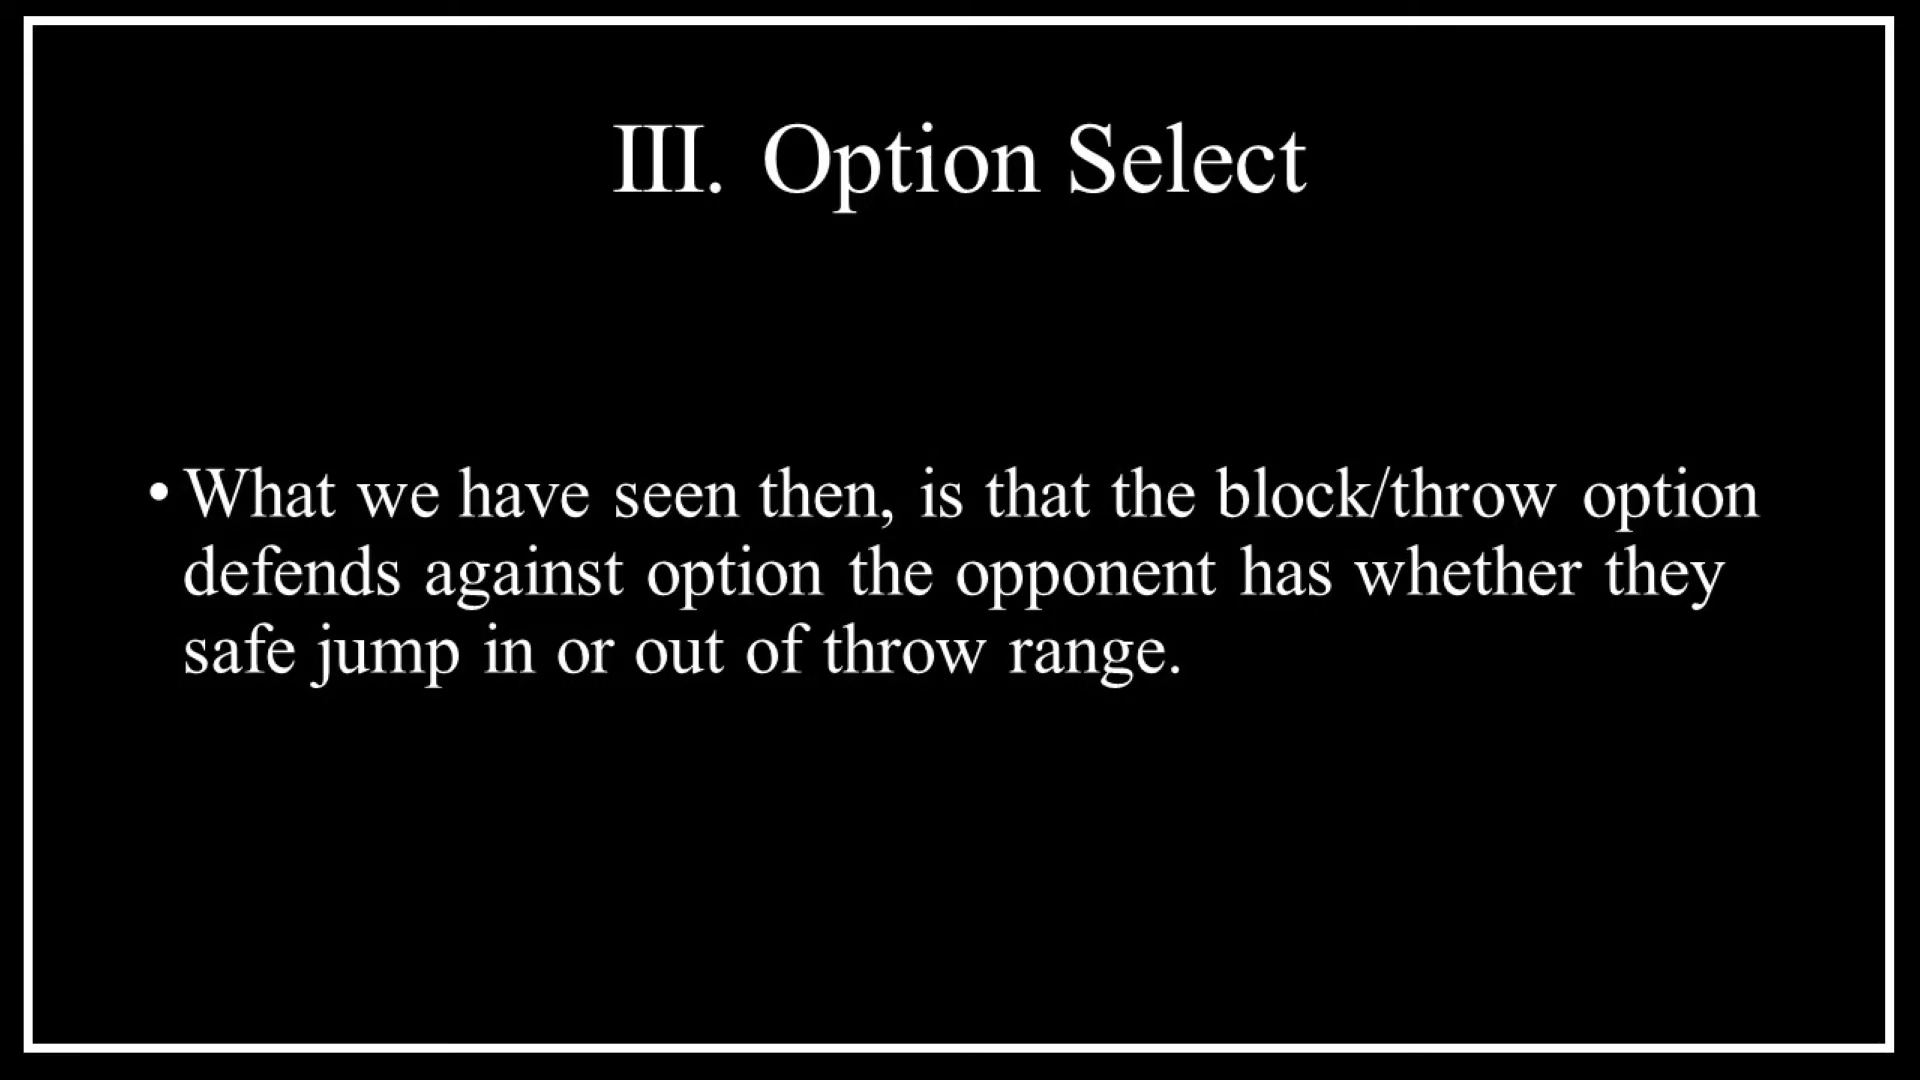 III. Option Select
• What we have seen then, is that the block/throw option
defends against option the opponent has whether they
safe jump in or out of throw range.